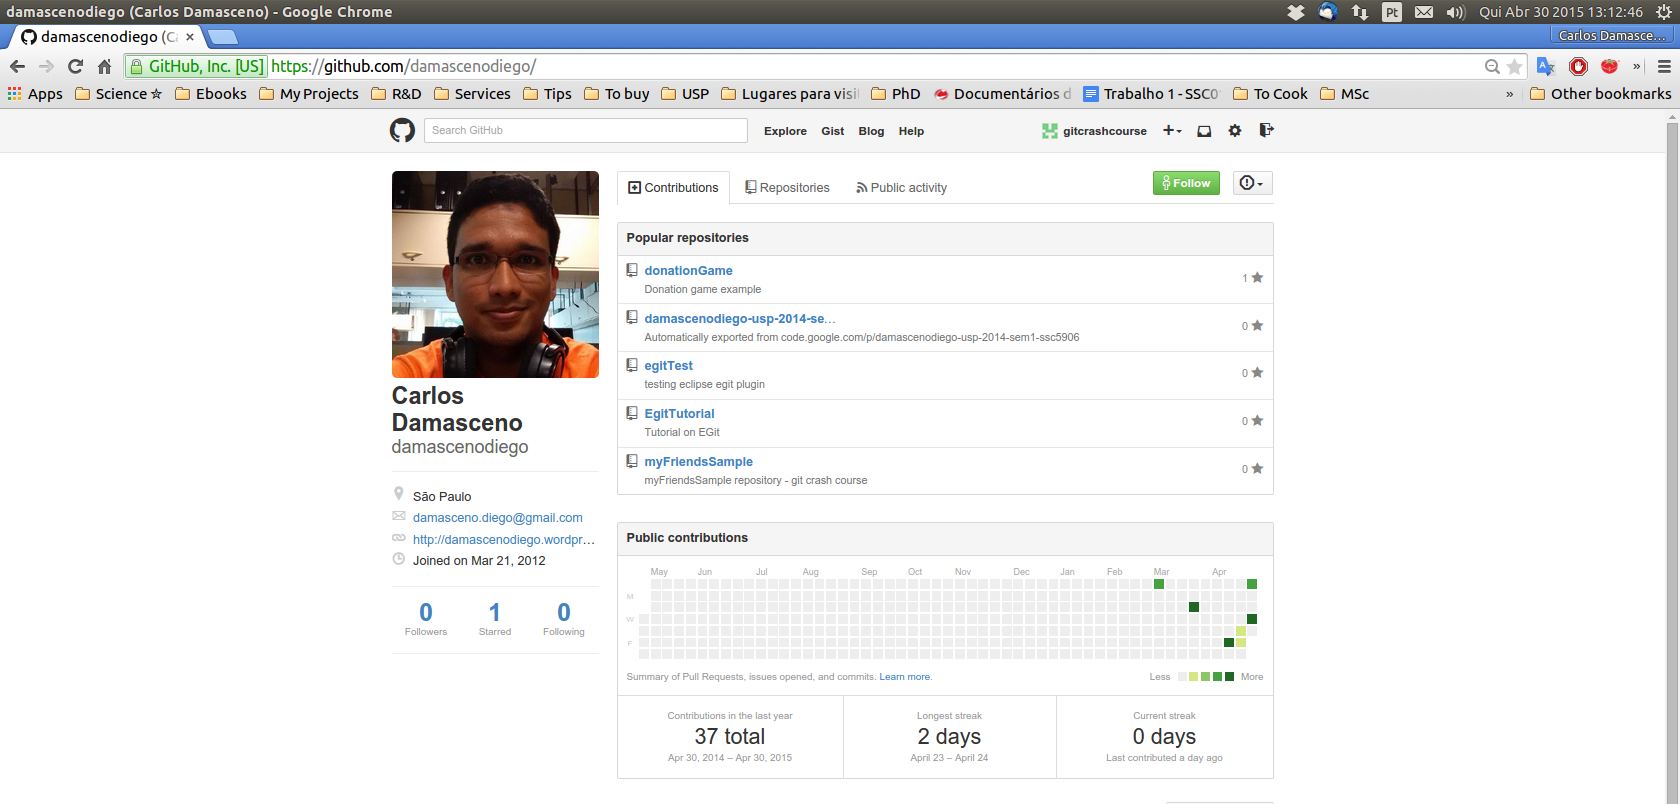 damascenodiego (Carlos Damasceno) - Google Chrome
Pt
Qui Abr 30 2015 13:12:46
damascenodiego (Ca
Carlos Damasce...
GitHub, Inc. [US] https://github.com/damascenodiego/
Apps Science ☆ Ebooks My Projects R&D Services Tips To buy USP Lugares para visi PhD Documentários d Trabalho 1 - SSC0 To Cook MSc » Other bookmarks
Search GitHub
Explore Gist Blog Help
gitcrashcourse
Contributions Repositories Public activity
Follow
Popular repositories
donationGame
Donation game example
1
damascenodiego-usp-2014-se...
Automatically exported from code.google.com/p/damascenodiego-usp-2014-sem1-ssc5906
0
egitTest
testing eclipse egit plugin
0
EgitTutorial
Tutorial on EGit
0
myFriendsSample
myFriendsSample repository - git crash course
0
Carlos
Damasceno
damascenodiego
São Paulo
damasceno.diego@gmail.com
http://damascenodiego.wordpr...
Joined on Mar 21, 2012
0 1 0
Followers Starred Following
Public contributions
May Jun Jul Aug Sep Oct Nov Dec Jan Feb Mar Apr
M
W
F
Summary of Pull Requests, issues opened, and commits. Learn more.
Less More
Contributions in the last year
37 total
Apr 30, 2014 – Apr 30, 2015
Longest streak
2 days
April 23 – April 24
Current streak
0 days
Last contributed a day ago